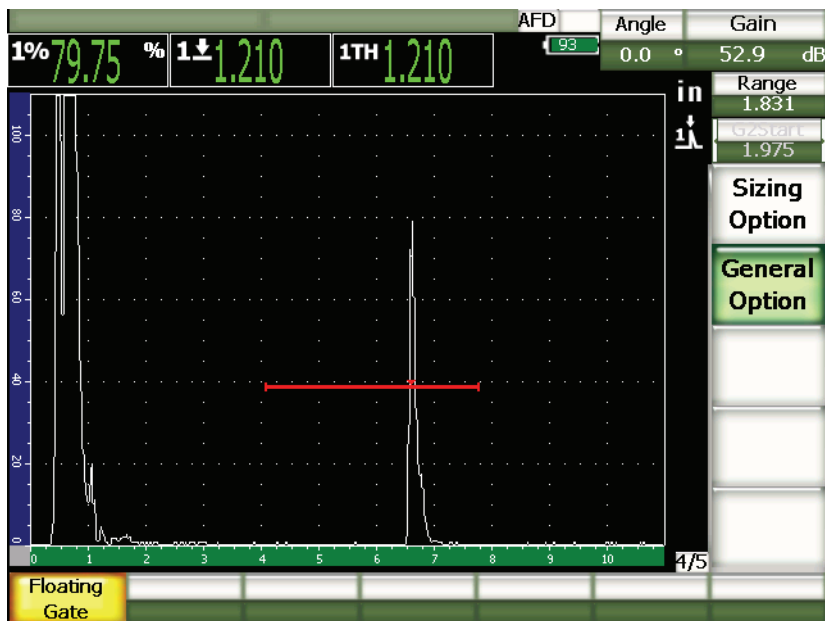 AFD
Angle
Gain
1% 79.75 %
1 1.210
1TH 1.210
93
0.0 °
52.9 dB
in
Range
1.831
G2Start
1.975
1
Sizing
Option
General
Option
100
80
60
40
20
0
0 1 2 3 4 5 6 7 8 9 10
4/5
Floating
Gate